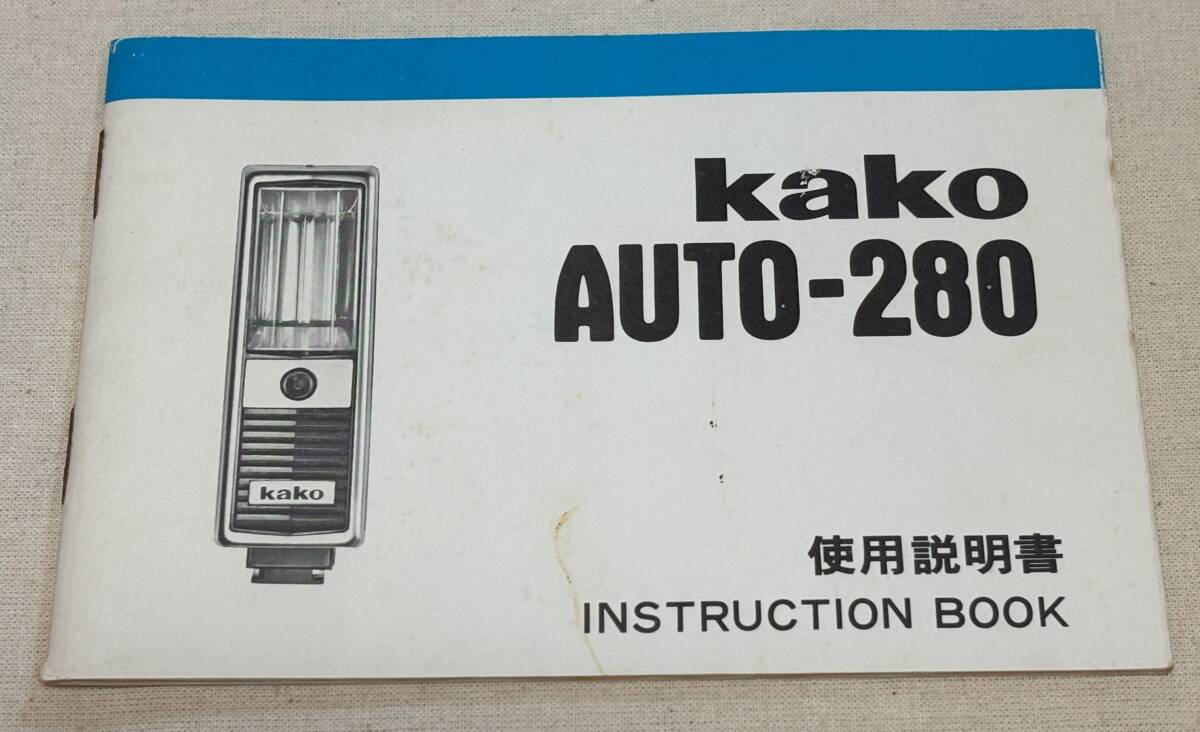 kako
AUTO-280
kako
使用説明書
INSTRUCTION BOOK